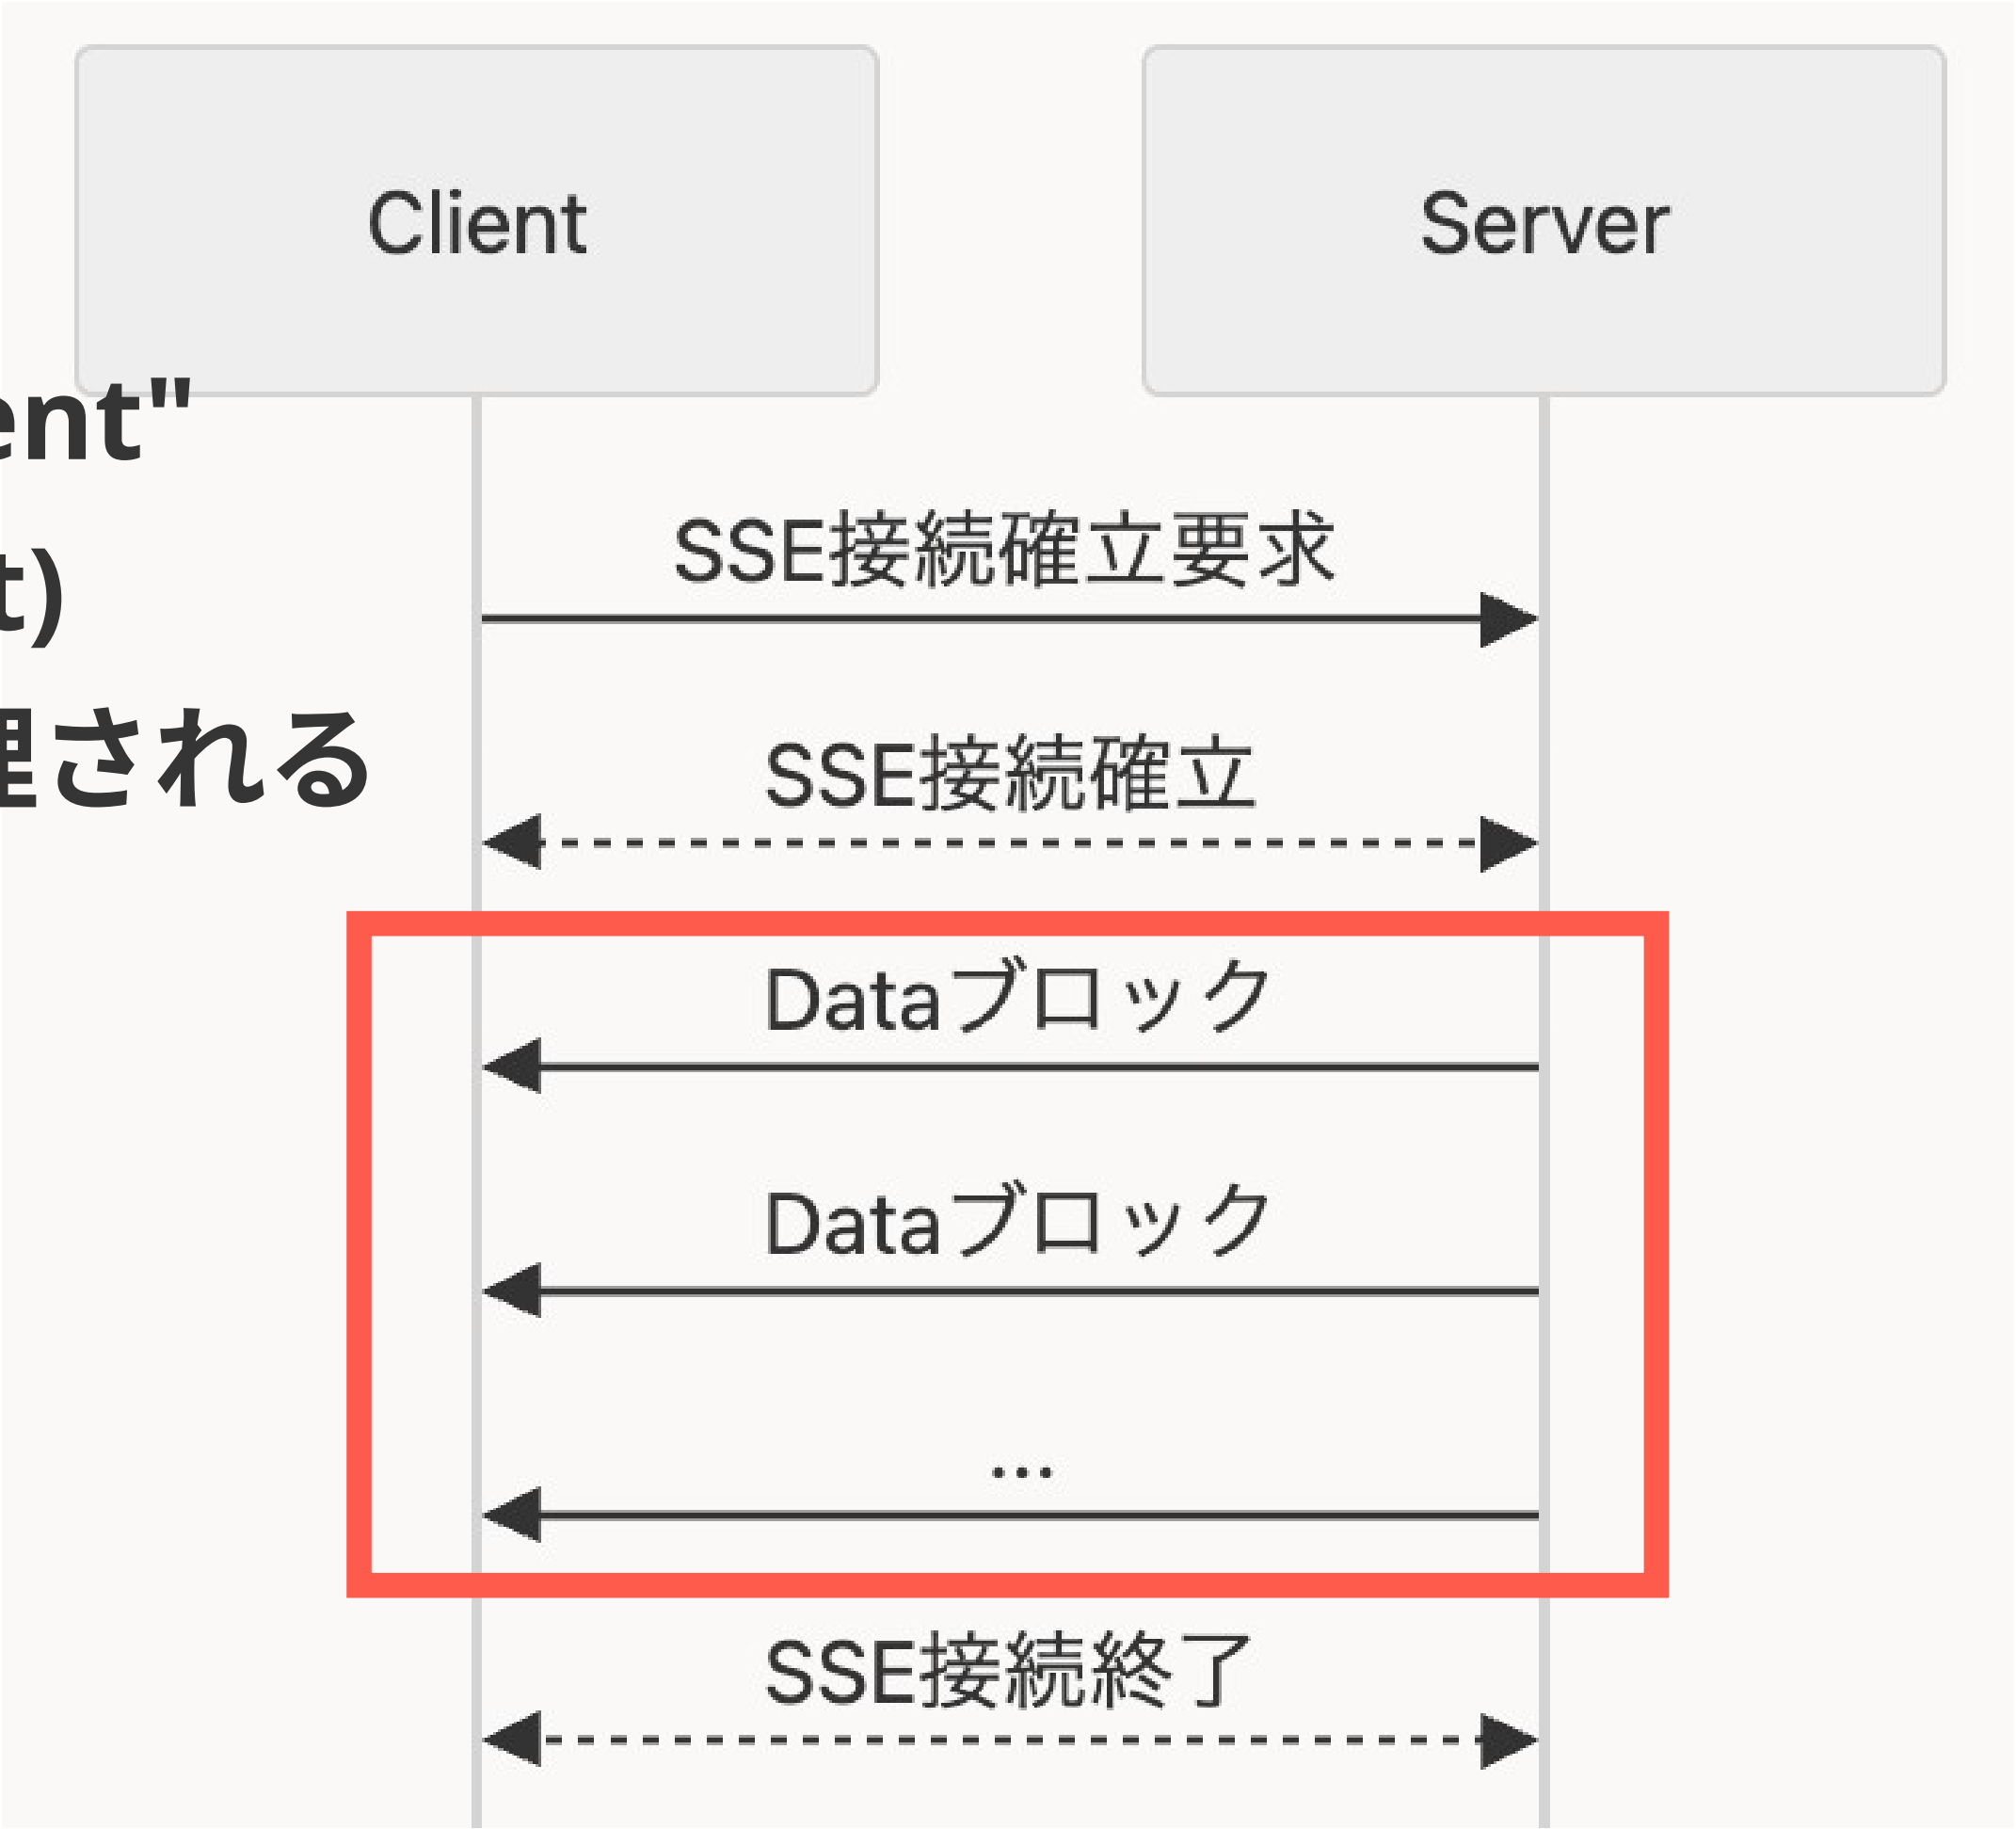 Client
Server
ent"
t)
理される
SSE接続確立要求
SSE接続確立
Dataブロック
Dataブロック
...
SSE接続終了